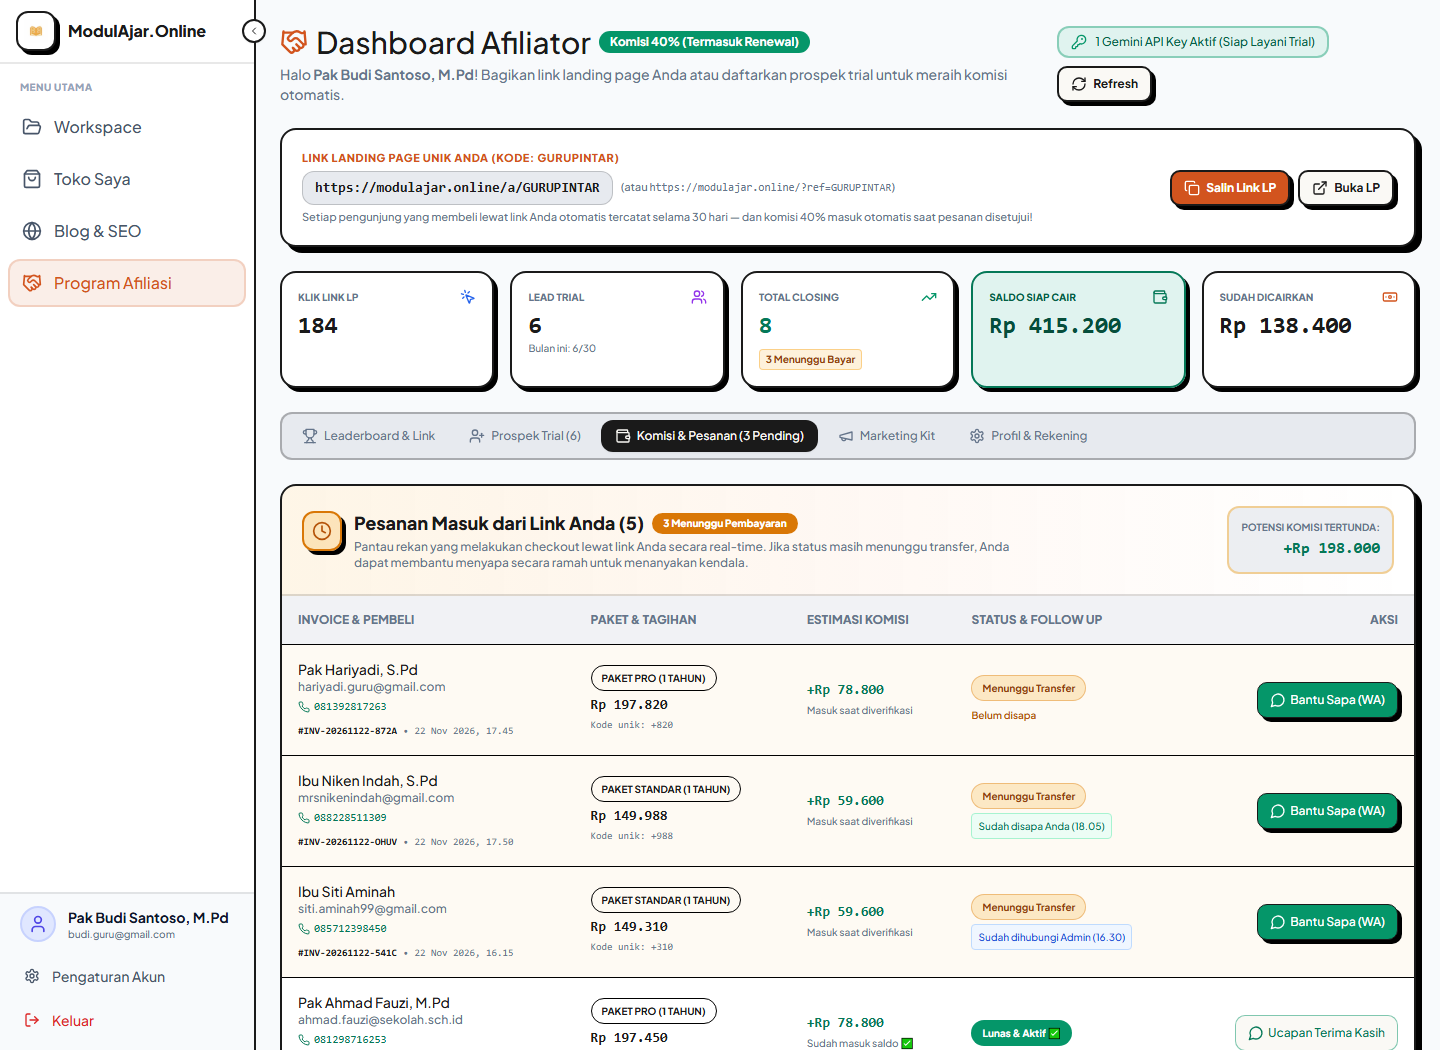 ModulAjar.Online
MENU UTAMA
Workspace
Toko Saya
Blog & SEO
Program Afiliasi
Pak Budi Santoso, M.Pd
budi.guru@gmail.com
Pengaturan Akun
Keluar
Dashboard Afiliator
Komisi 40% (Termasuk Renewal)
Halo Pak Budi Santoso, M.Pd! Bagikan link landing page Anda atau daftarkan prospek trial untuk meraih komisi
otomatis.
1 Gemini API Key Aktif (Siap Layani Trial)
Refresh
LINK LANDING PAGE UNIK ANDA (KODE: GURUPINTAR)
https://modulajar.online/a/GURUPINTAR
(atau https://modulajar.online/?ref=GURUPINTAR)
Setiap pengunjung yang membeli lewat link Anda otomatis tercatat selama 30 hari — dan komisi 40% masuk otomatis saat pesanan disetujui!
Salin Link LP
Buka LP
KLIK LINK LP
184
LEAD TRIAL
6
Bulan ini: 6/30
TOTAL CLOSING
8
3 Menunggu Bayar
SALDO SIAP CAIR
Rp 415.200
SUDAH DICAIRKAN
Rp 138.400
Leaderboard & Link
Prospek Trial (6)
Komisi & Pesanan (3 Pending)
Marketing Kit
Profil & Rekening
Pesanan Masuk dari Link Anda (5)
3 Menunggu Pembayaran
Pantau rekan yang melakukan checkout lewat link Anda secara real-time. Jika status masih menunggu transfer, Anda
dapat membantu menyapa secara ramah untuk menanyakan kendala.
POTENSI KOMISI TERTUNDA:
+Rp 198.000
INVOICE & PEMBELI
PAKET & TAGIHAN
ESTIMASI KOMISI
STATUS & FOLLOW UP
AKSI
Pak Hariyadi, S.Pd
hariyadi.guru@gmail.com
081392817263
#INV-20261122-872A • 22 Nov 2026, 17.45
PAKET PRO (1 TAHUN)
Rp 197.820
Kode unik: +820
+Rp 78.800
Masuk saat diverifikasi
Menunggu Transfer
Belum disapa
Bantu Sapa (WA)
Ibu Niken Indah, S.Pd
mrsnikenindah@gmail.com
088228511309
#INV-20261122-OHUV • 22 Nov 2026, 17.50
PAKET STANDAR (1 TAHUN)
Rp 149.988
Kode unik: +988
+Rp 59.600
Masuk saat diverifikasi
Menunggu Transfer
Sudah disapa Anda (18.05)
Bantu Sapa (WA)
Ibu Siti Aminah
siti.aminah99@gmail.com
085712398450
#INV-20261122-541C • 22 Nov 2026, 16.15
PAKET STANDAR (1 TAHUN)
Rp 149.310
Kode unik: +310
+Rp 59.600
Masuk saat diverifikasi
Menunggu Transfer
Sudah dihubungi Admin (16.30)
Bantu Sapa (WA)
Pak Ahmad Fauzi, M.Pd
ahmad.fauzi@sekolah.sch.id
081298716253
PAKET PRO (1 TAHUN)
Rp 197.450
+Rp 78.800
Sudah masuk saldo ✅
Lunas & Aktif ✅
Ucapan Terima Kasih